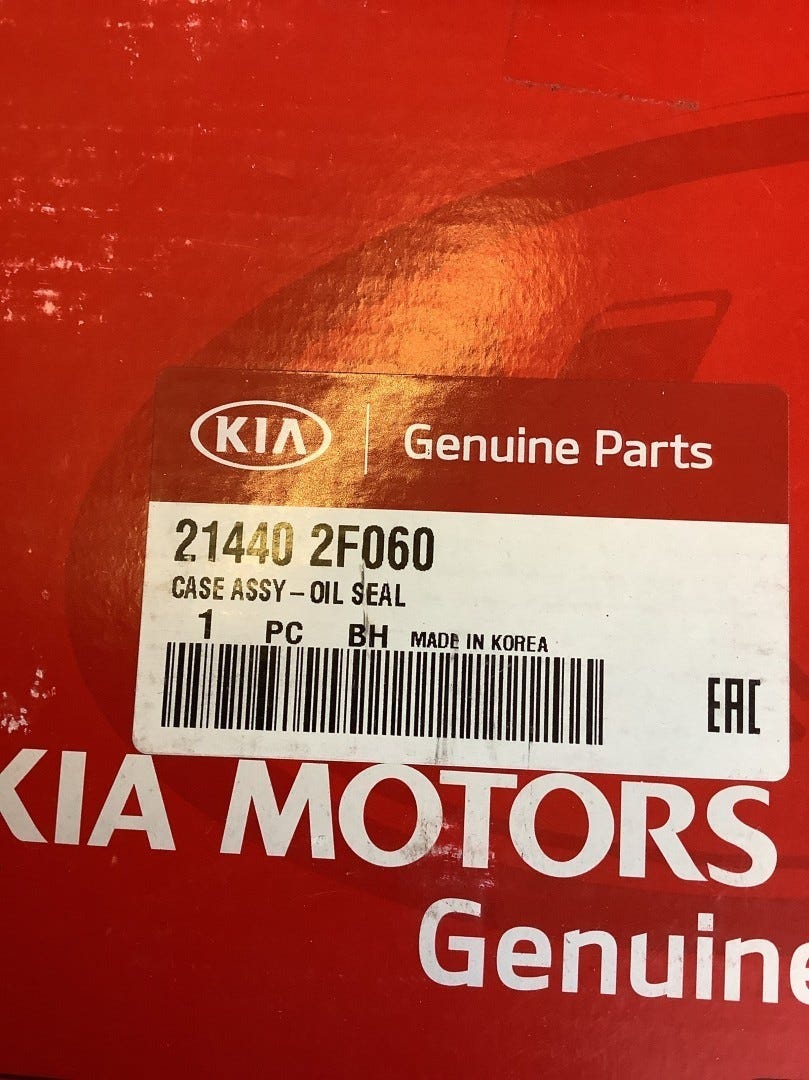 KIA Genuine Parts
21440 2F060
CASE ASSY – OIL SEAL
1 PC BH MADE IN KOREA
EAC
KIA MOTORS
Genuine